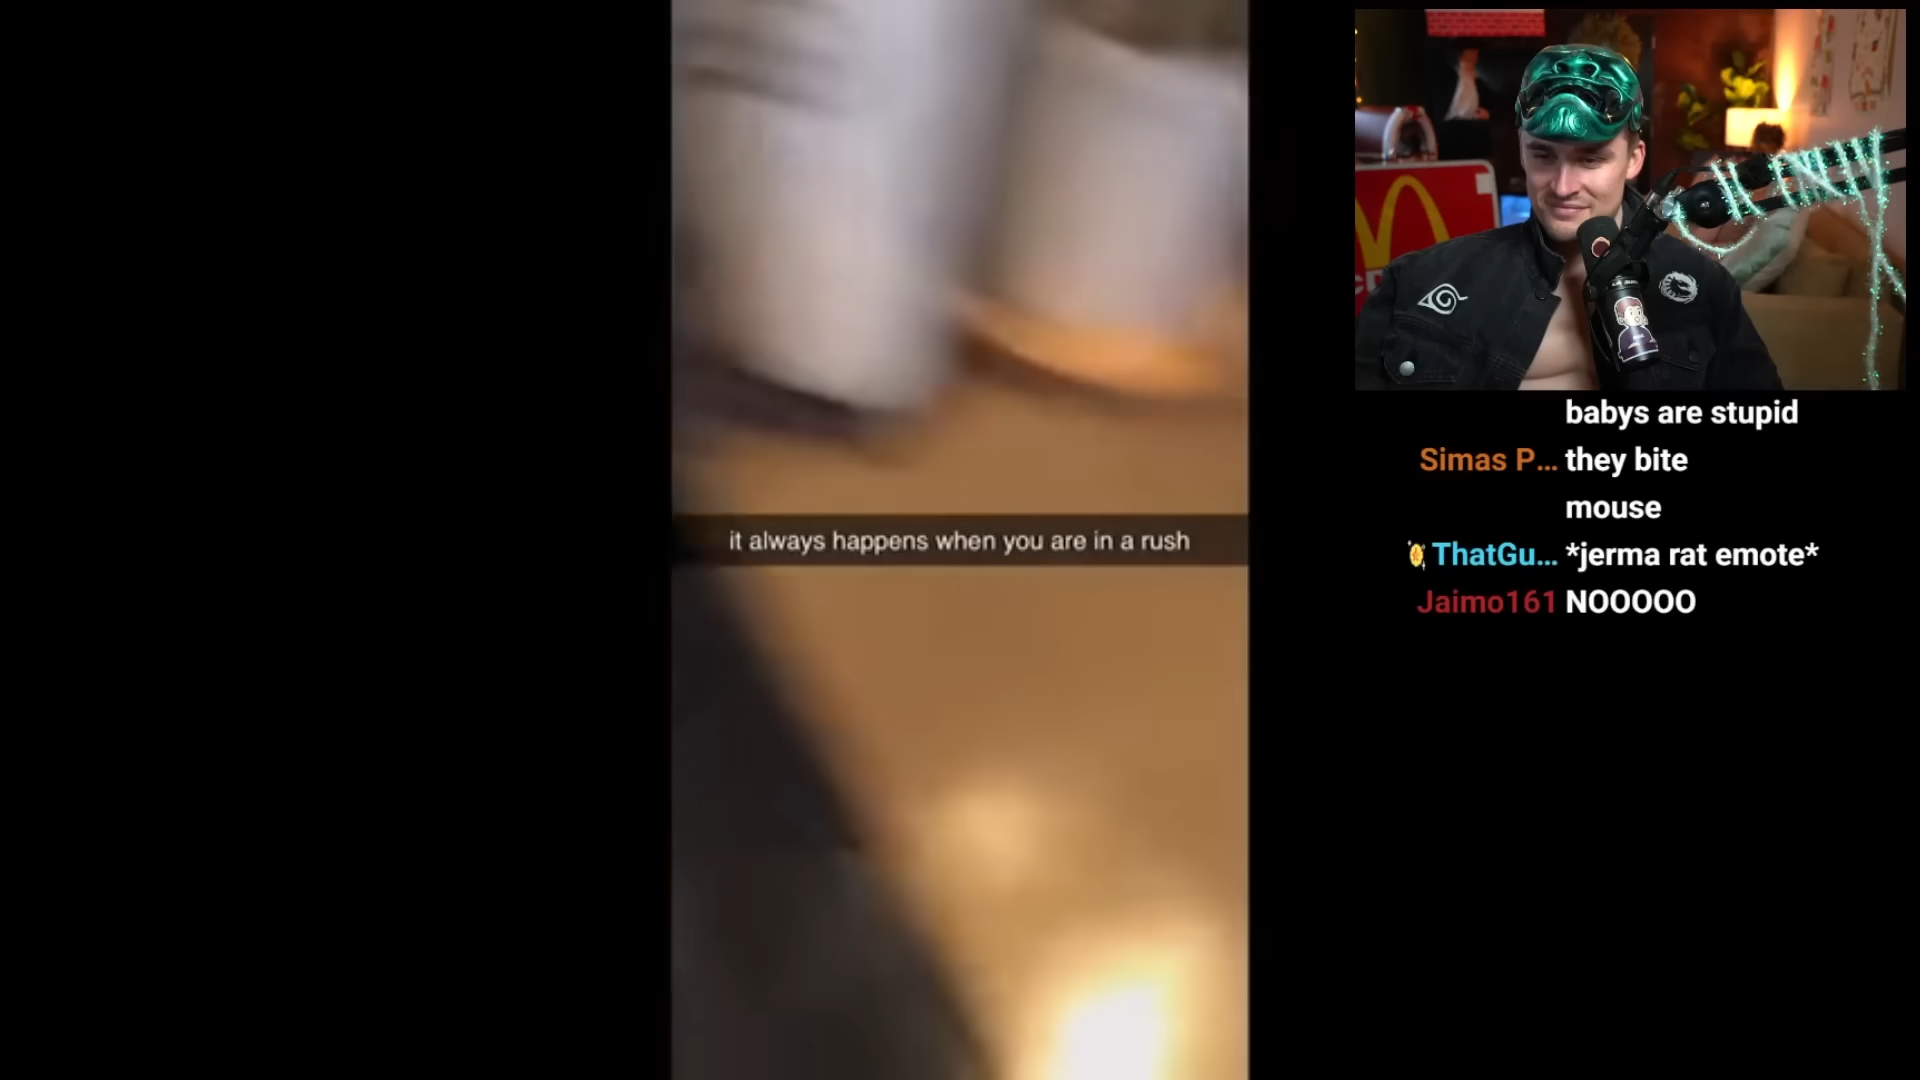 it always happens when you are in a rush
babys are stupid
Simas P... they bite
mouse
ThatGu... *jerma rat emote*
Jaimo161 NOOOOO